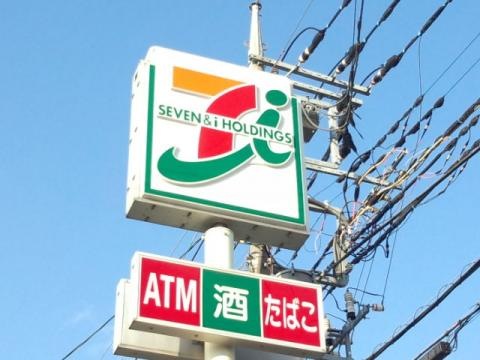 SEVEN & i HOLDINGS
ATM 酒 たばこ